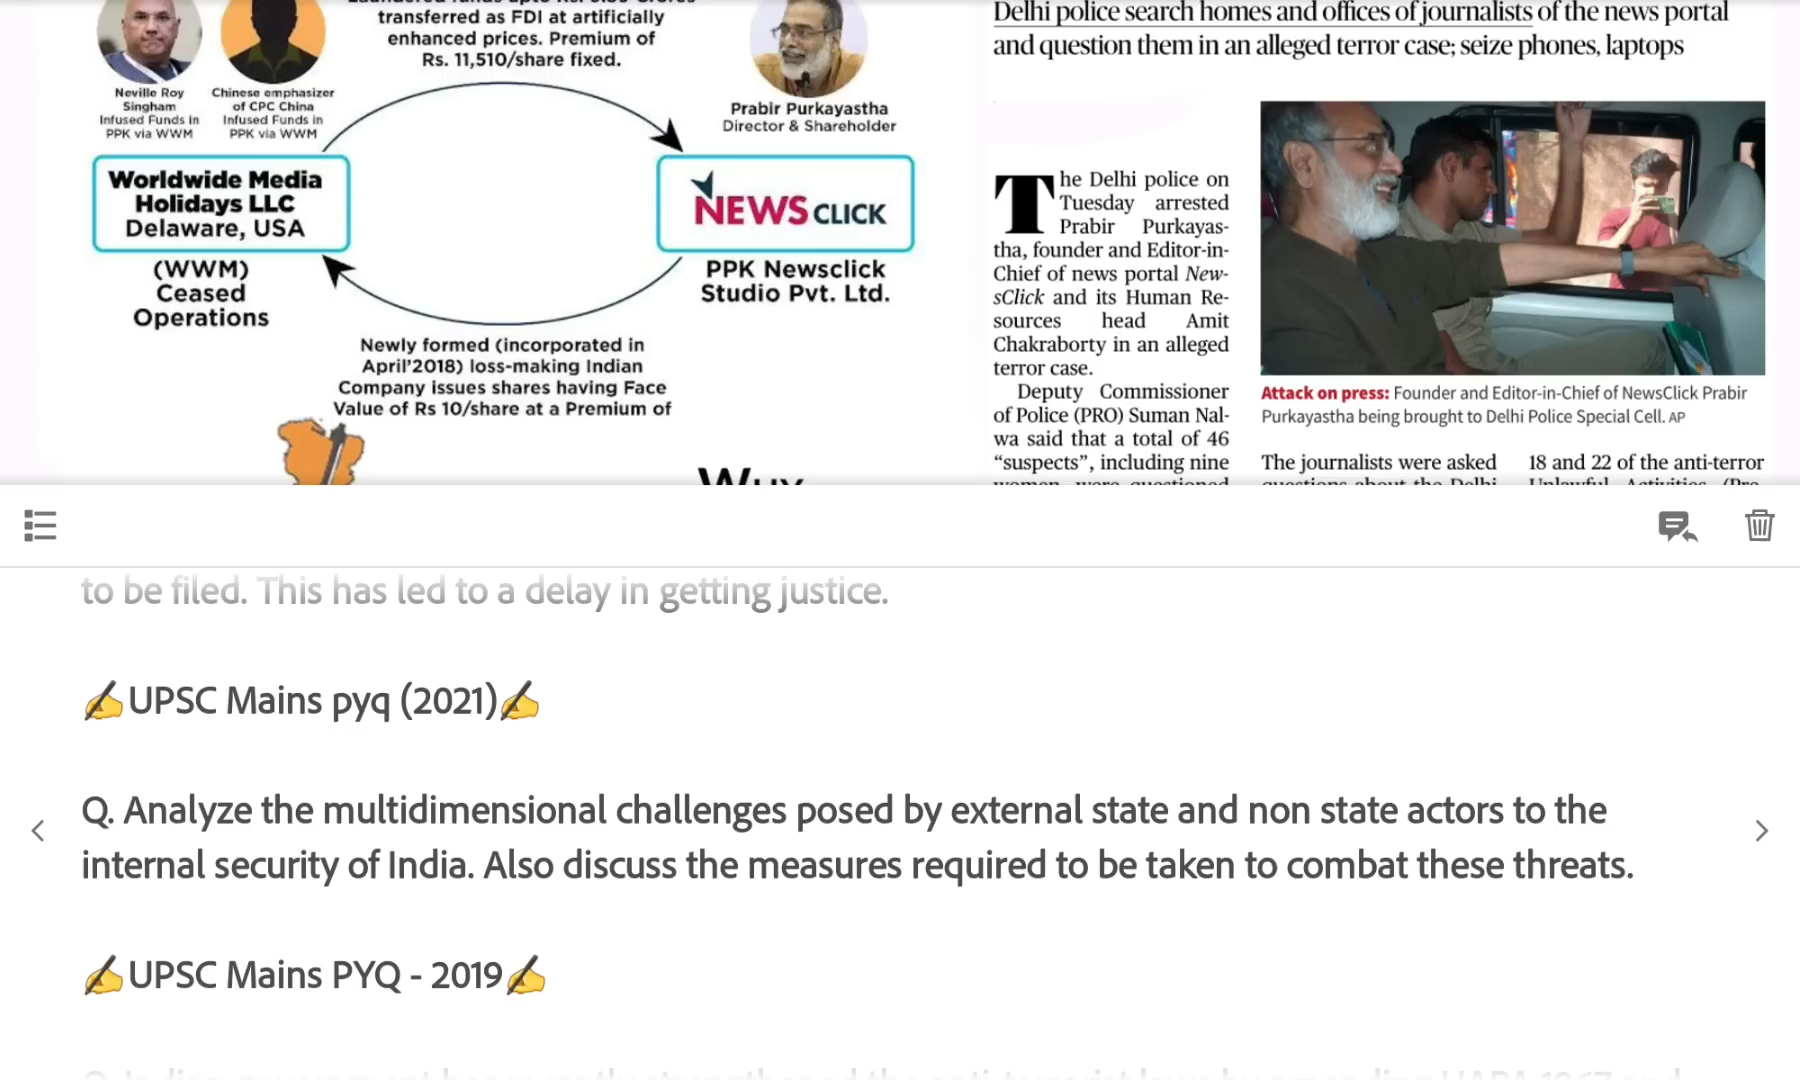 transferred as FDI at artificially
enhanced prices. Premium of
Rs. 11,510/share fixed.
Neville Roy
Singham
Infused Funds in
PPK via WWM
Chinese emphasizer
of CPC China
Infused Funds in
PPK via WWM
Prabir Purkayastha
Director & Shareholder
Worldwide Media
Holidays LLC
Delaware, USA
(WWM)
Ceased
Operations
NEWS CLICK
PPK Newsclick
Studio Pvt. Ltd.
Newly formed (incorporated in
April'2018) loss-making Indian
Company issues shares having Face
Value of Rs 10/share at a Premium of
Delhi police search homes and offices of journalists of the news portal
and question them in an alleged terror case; seize phones, laptops
The Delhi police on
Tuesday arrested
Prabir Purkayas-
tha, founder and Editor-in-
Chief of news portal New-
sClick and its Human Re-
sources head Amit
Chakraborty in an alleged
terror case.
Deputy Commissioner
of Police (PRO) Suman Nal-
wa said that a total of 46
“suspects”, including nine
Attack on press: Founder and Editor-in-Chief of NewsClick Prabir
Purkayastha being brought to Delhi Police Special Cell. AP
The journalists were asked
18 and 22 of the anti-terror
to be filed. This has led to a delay in getting justice.
✍UPSC Mains pyq (2021)✍
Q. Analyze the multidimensional challenges posed by external state and non state actors to the
internal security of India. Also discuss the measures required to be taken to combat these threats.
✍UPSC Mains PYQ - 2019✍